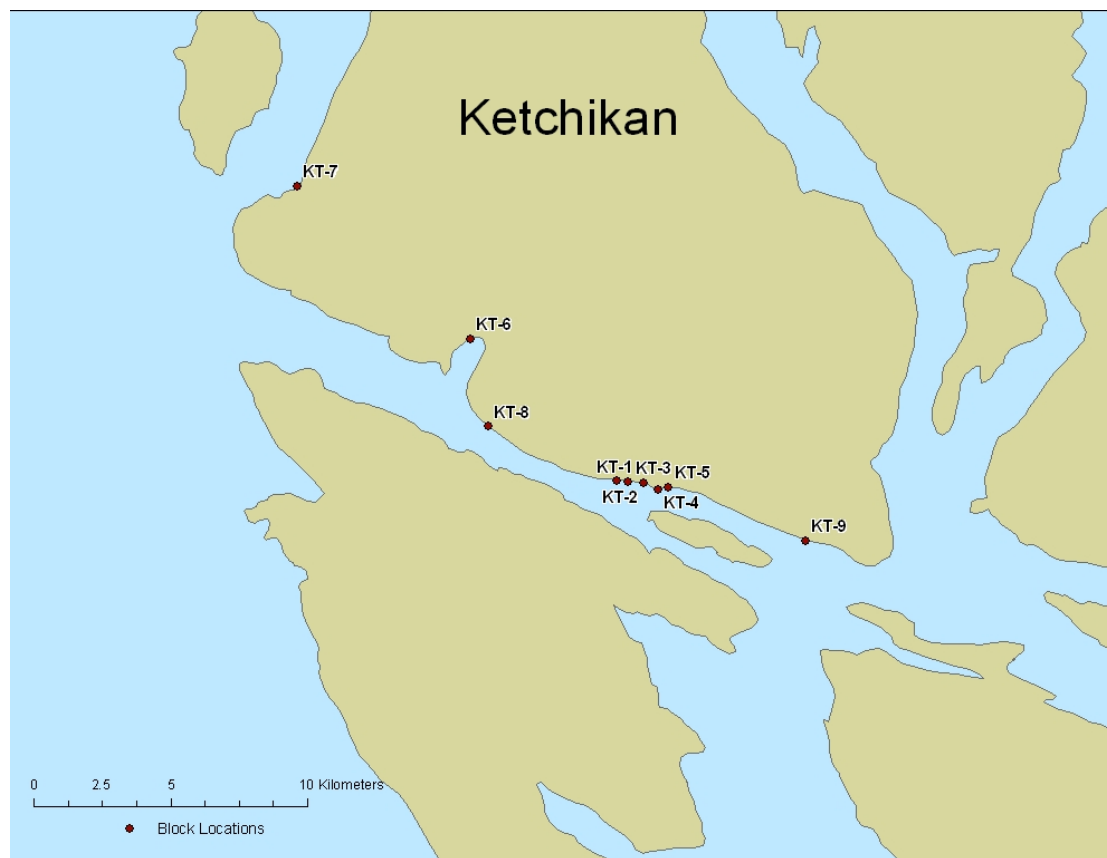 Ketchikan
KT-7
KT-6
KT-8
KT-1 KT-3 KT-5
KT-2 KT-4
KT-9
0 2.5 5 10 Kilometers
Block Locations